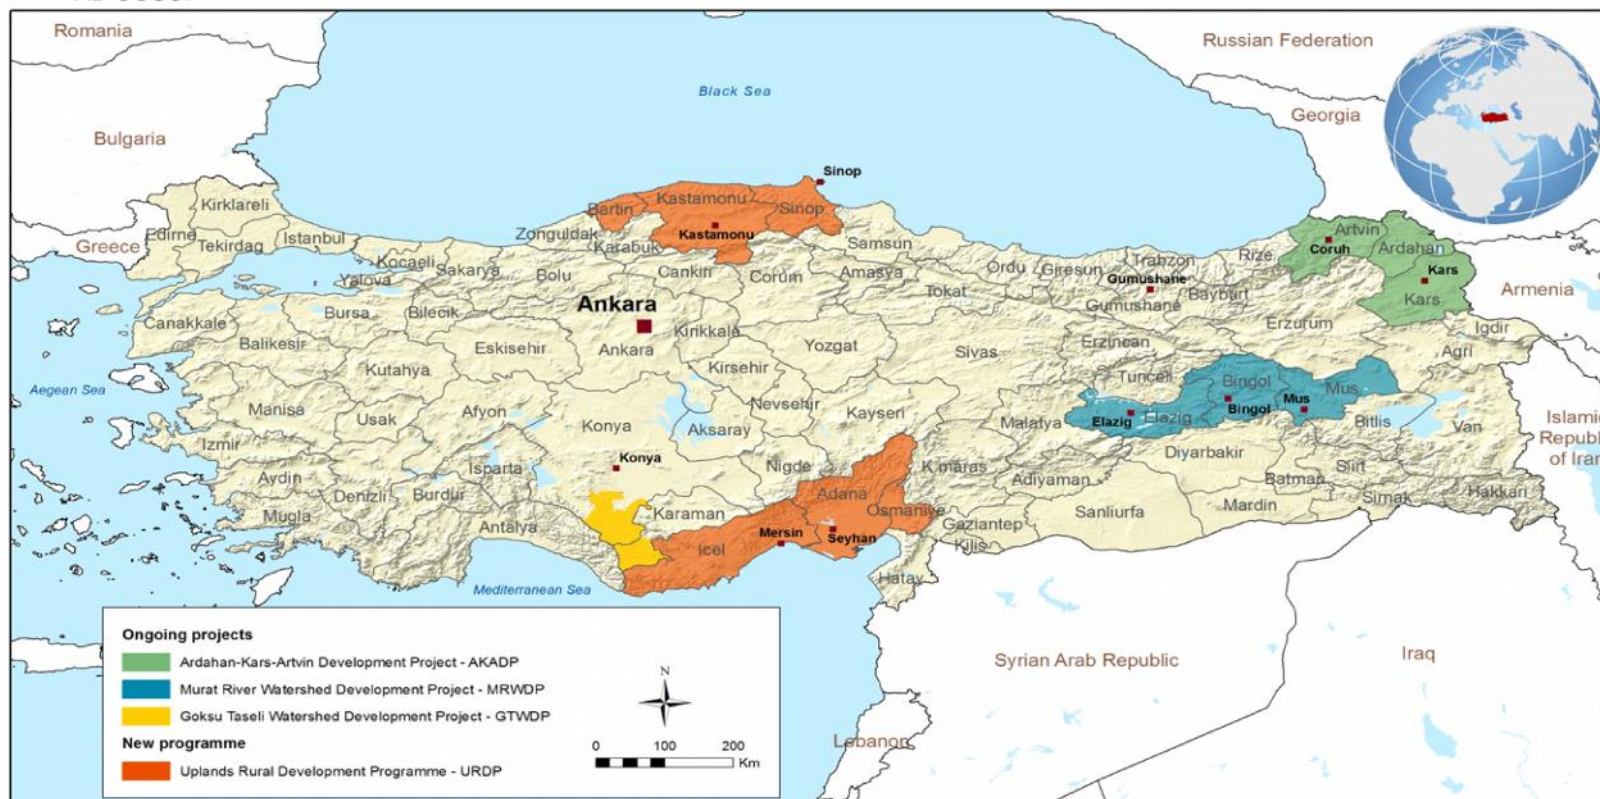 Romania
Russian Federation
Black Sea
Georgia
Bulgaria
Sinop
Kirklareli
Kastamonu
Bartin
Sinop
Edirne
Greece
Tekirdag
Istanbul
Zonguldak
Kastamonu
Karabuk
Samsun
Artvin
Coruh
Ardahan
Kocaeli
Sakarya
Yalova
Bolu
Cankiri
Corum
Amasya
Ordu
Giresun
Trabzon
Rize
Gumushane
Kars
Tokat
Gumushane
Bayburt
Kars
Armenia
Ankara
Canakkale
Bursa
Bilecik
Kirikkale
Erzurum
Igdir
Balikesir
Eskisehir
Ankara
Yozgat
Sivas
Erzincan
Agri
Kutahya
Kirsehir
Tunceli
Bingol
Mus
Aegean Sea
Manisa
Usak
Afyon
Nevsehir
Kayseri
Bingol
Mus
Konya
Aksaray
Malatya
Elazig
Elazig
Bitlis
Van
Islamic
Republ
of Iran
Izmir
Konya
Diyarbakir
Isparta
Nigde
K.maras
Siirt
Aydin
Denizli
Burdur
Adiyaman
Batman
Adana
Sirnak
Hakkari
Mugla
Karaman
Osmaniye
Sanliurfa
Mardin
Antalya
Gaziantep
Mersin
Seyhan
Icel
Kilis
Hatay
Mediterranean Sea
Ongoing projects
Ardahan-Kars-Artvin Development Project - AKADP
Murat River Watershed Development Project - MRWDP
Goksu Taseli Watershed Development Project - GTWDP
New programme
Uplands Rural Development Programme - URDP
N
0 100 200
Km
Syrian Arab Republic
Iraq
Lebanon